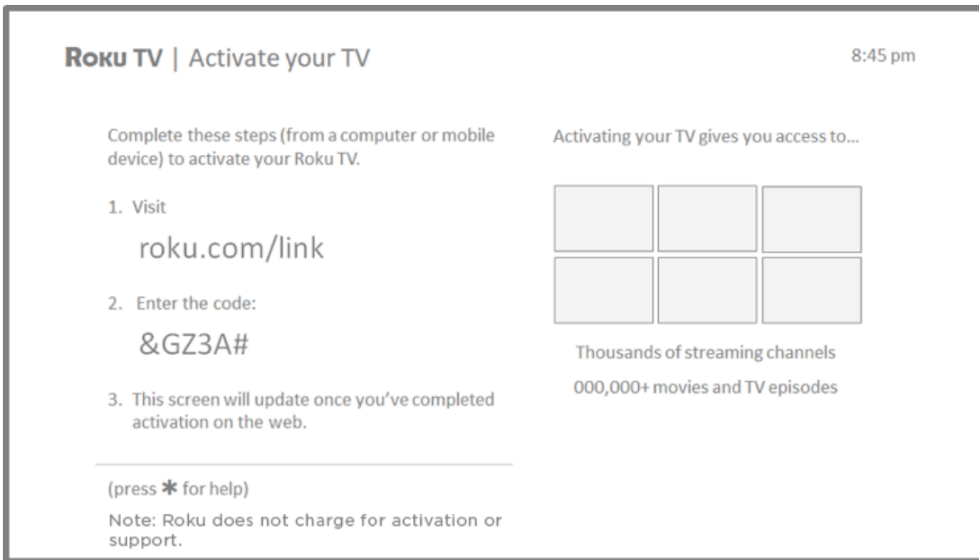 ROKU TV | Activate your TV
8:45 pm
Complete these steps (from a computer or mobile
device) to activate your Roku TV.
1. Visit
roku.com/link
2. Enter the code:
&GZ3A#
3. This screen will update once you’ve completed
activation on the web.
(press ✱ for help)
Note: Roku does not charge for activation or
support.
Activating your TV gives you access to...
Thousands of streaming channels
000,000+ movies and TV episodes